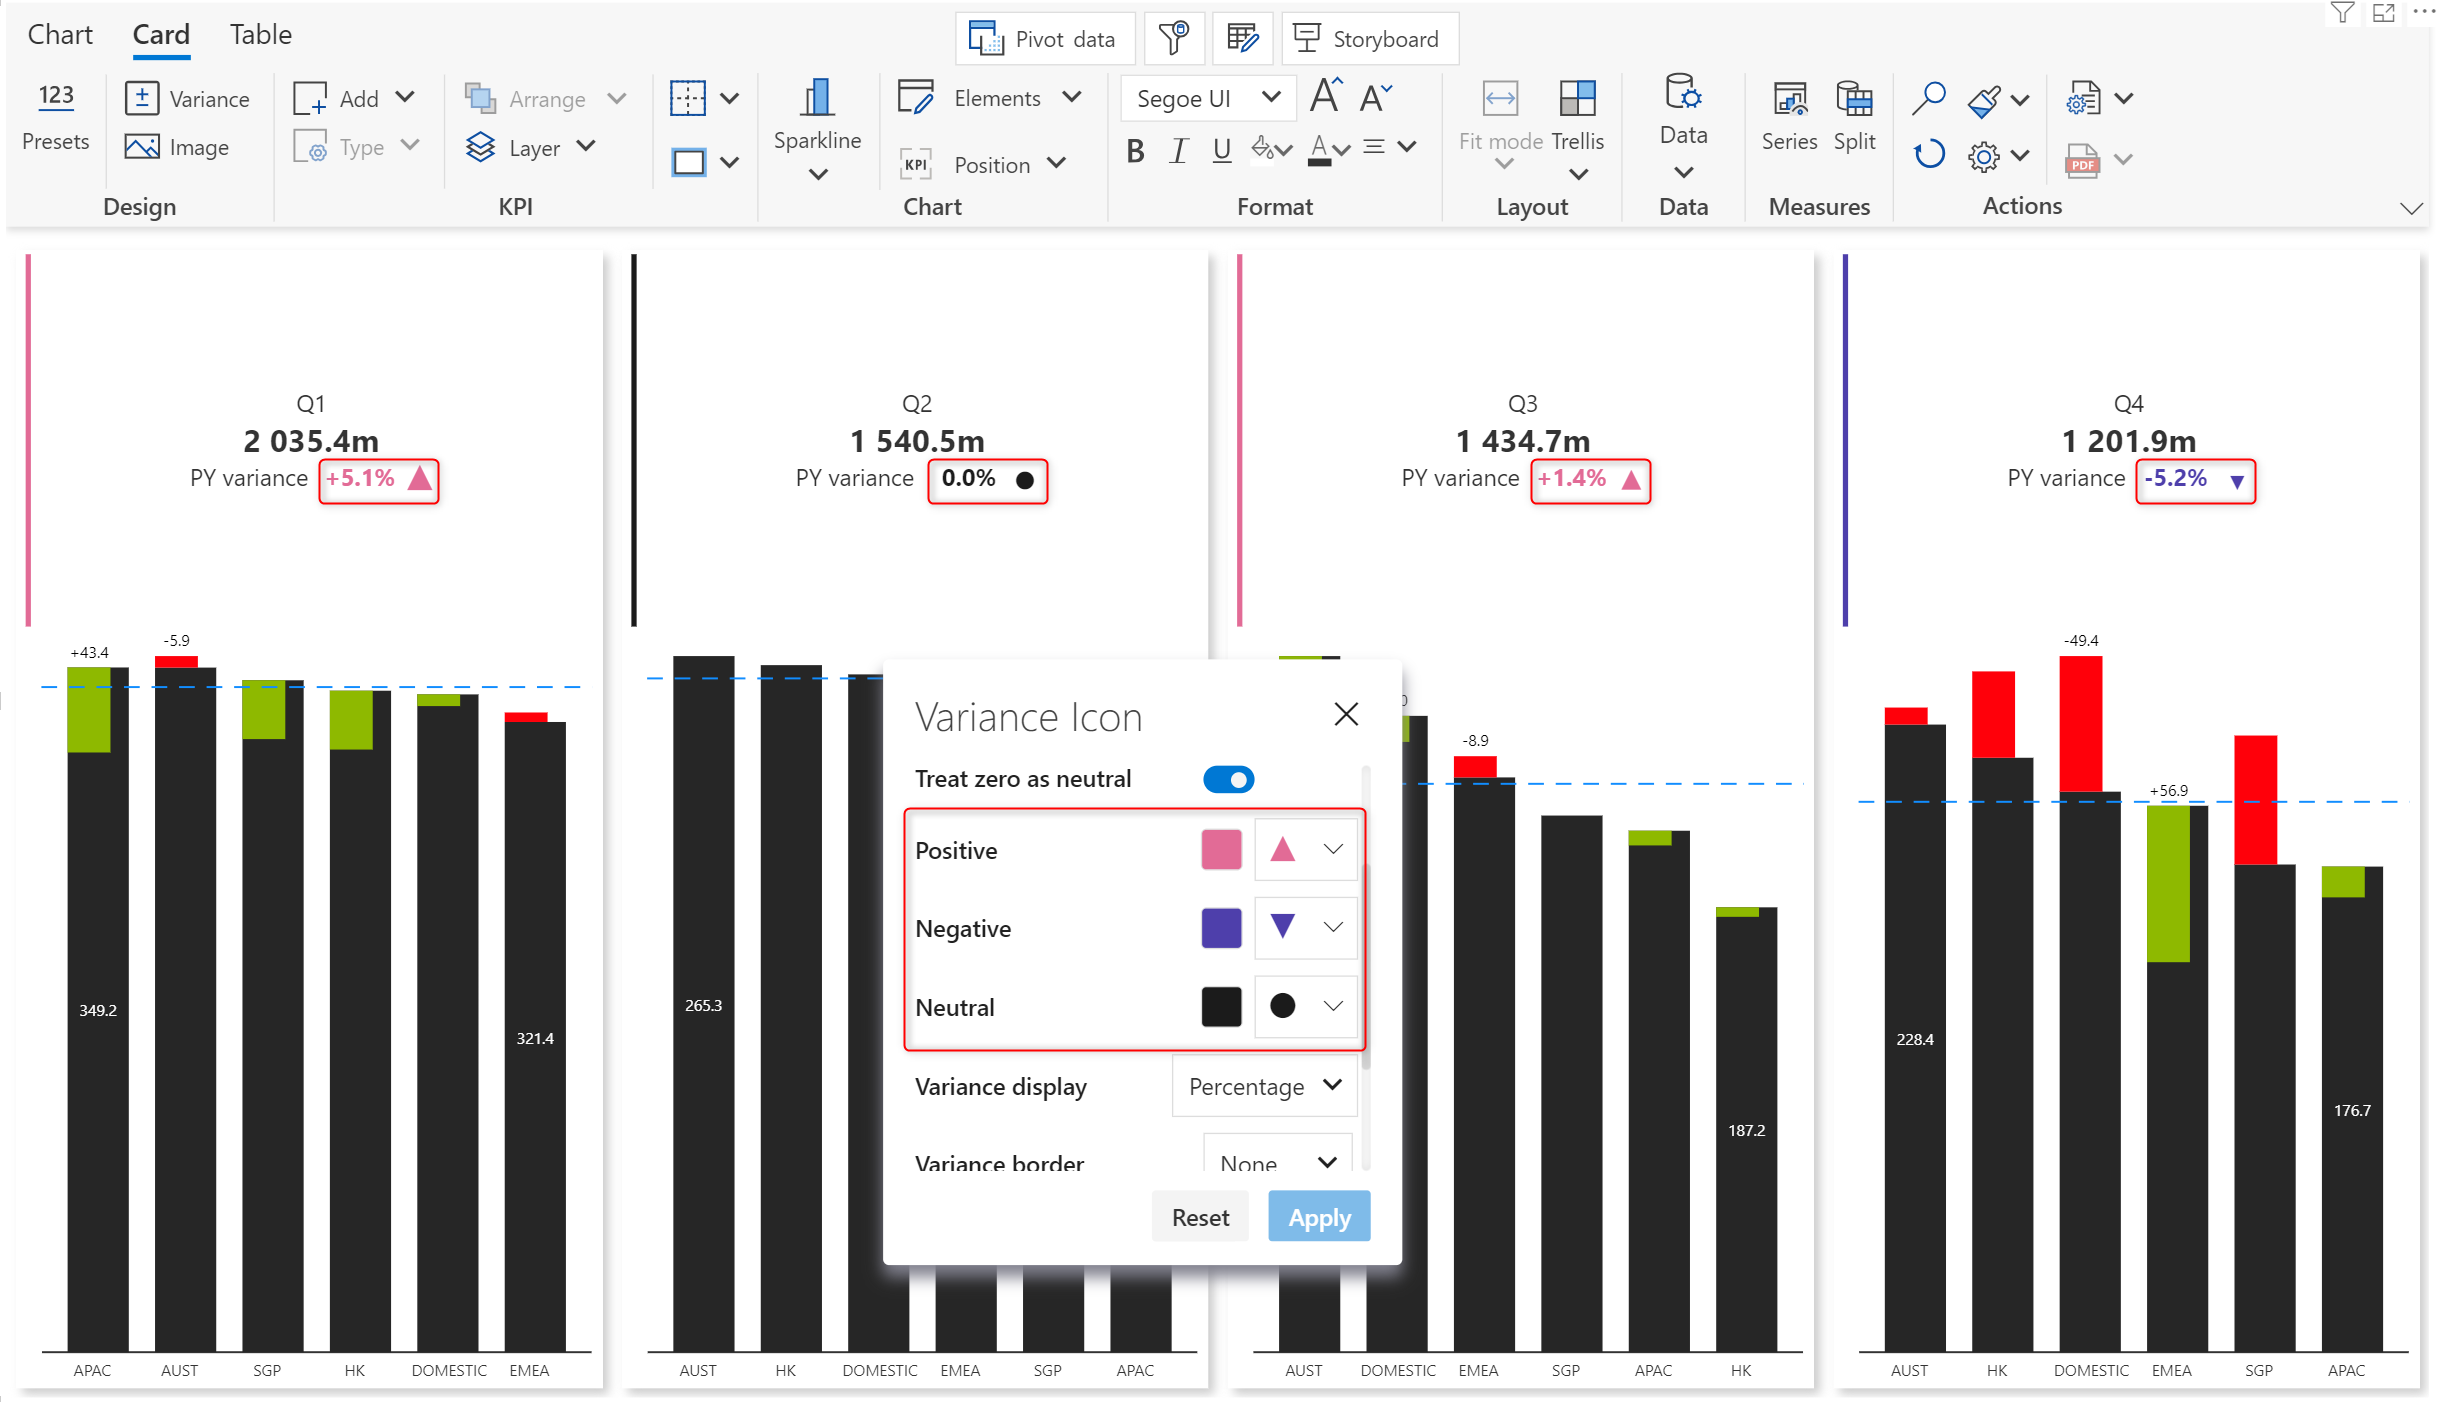 Chart Card Table
Pivot data Storyboard
123
Presets
± Variance
Image
Design
Add
Type
Arrange
Layer
KPI
Sparkline
Elements
KPI Position
Chart
Segoe UI A A
B I U A
Format
Fit mode Trellis
Layout
Data
Data
Series Split
Measures
PDF
Actions
Q1
2 035.4m
PY variance +5.1%
Q2
1 540.5m
PY variance 0.0%
Q3
1 434.7m
PY variance +1.4%
Q4
1 201.9m
PY variance -5.2%
+43.4
-5.9
349.2
321.4
APAC AUST SGP HK DOMESTIC EMEA
265.3
AUST HK DOMESTIC EMEA SGP APAC
Variance Icon
Treat zero as neutral
Positive
Negative
Neutral
Variance display Percentage
Variance border None
Reset Apply
0
-8.9
187.2
AUST DOMESTIC EMEA SGP APAC HK
-49.4
+56.9
228.4
176.7
AUST HK DOMESTIC EMEA SGP APAC